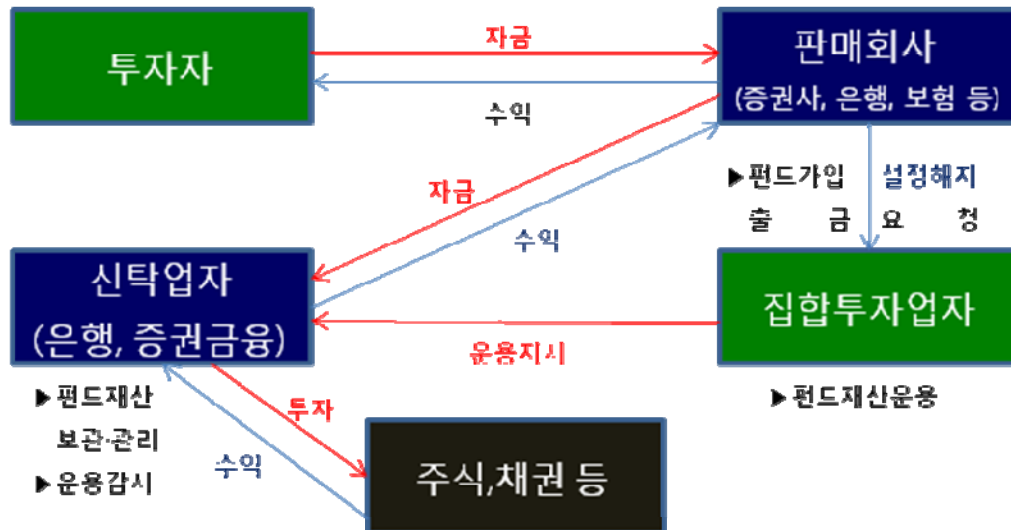 투자자
자금
수익
판매회사
(증권사, 은행, 보험 등)
▶펀드가입 설정해지
출 금 요 청
자금
수익
신탁업자
(은행, 증권금융)
운용지시
집합투자업자
▶펀드재산
보관·관리
▶운용감시
투자
수익
주식,채권 등
▶펀드재산운용